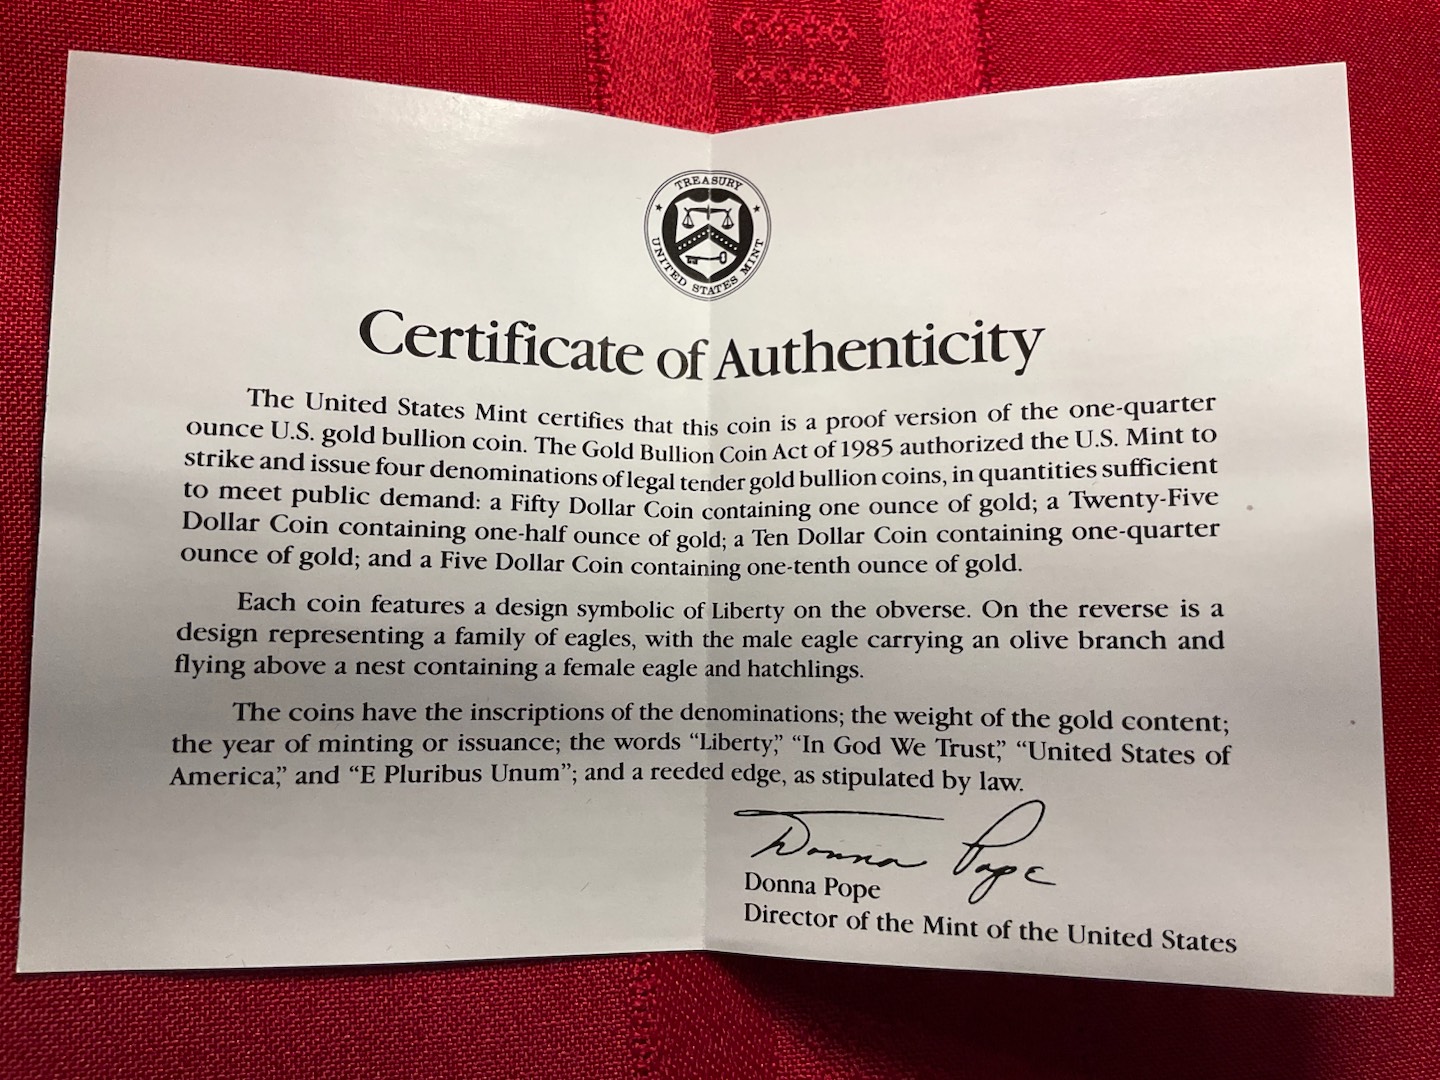 TREASURY
UNITED STATES MINT
Certificate of Authenticity
The United States Mint certifies that this coin is a proof version of the one-quarter
ounce U.S. gold bullion coin. The Gold Bullion Coin Act of 1985 authorized the U.S. Mint to
strike and issue four denominations of legal tender gold bullion coins, in quantities sufficient
to meet public demand: a Fifty Dollar Coin containing one ounce of gold; a Twenty-Five
Dollar Coin containing one-half ounce of gold; a Ten Dollar Coin containing one-quarter
ounce of gold; and a Five Dollar Coin containing one-tenth ounce of gold.
Each coin features a design symbolic of Liberty on the obverse. On the reverse is a
design representing a family of eagles, with the male eagle carrying an olive branch and
flying above a nest containing a female eagle and hatchlings.
The coins have the inscriptions of the denominations; the weight of the gold content;
the year of minting or issuance; the words “Liberty,” “In God We Trust,” “United States of
America,” and “E Pluribus Unum”; and a reeded edge, as stipulated by law.
Donna Pope
Donna Pope
Director of the Mint of the United States